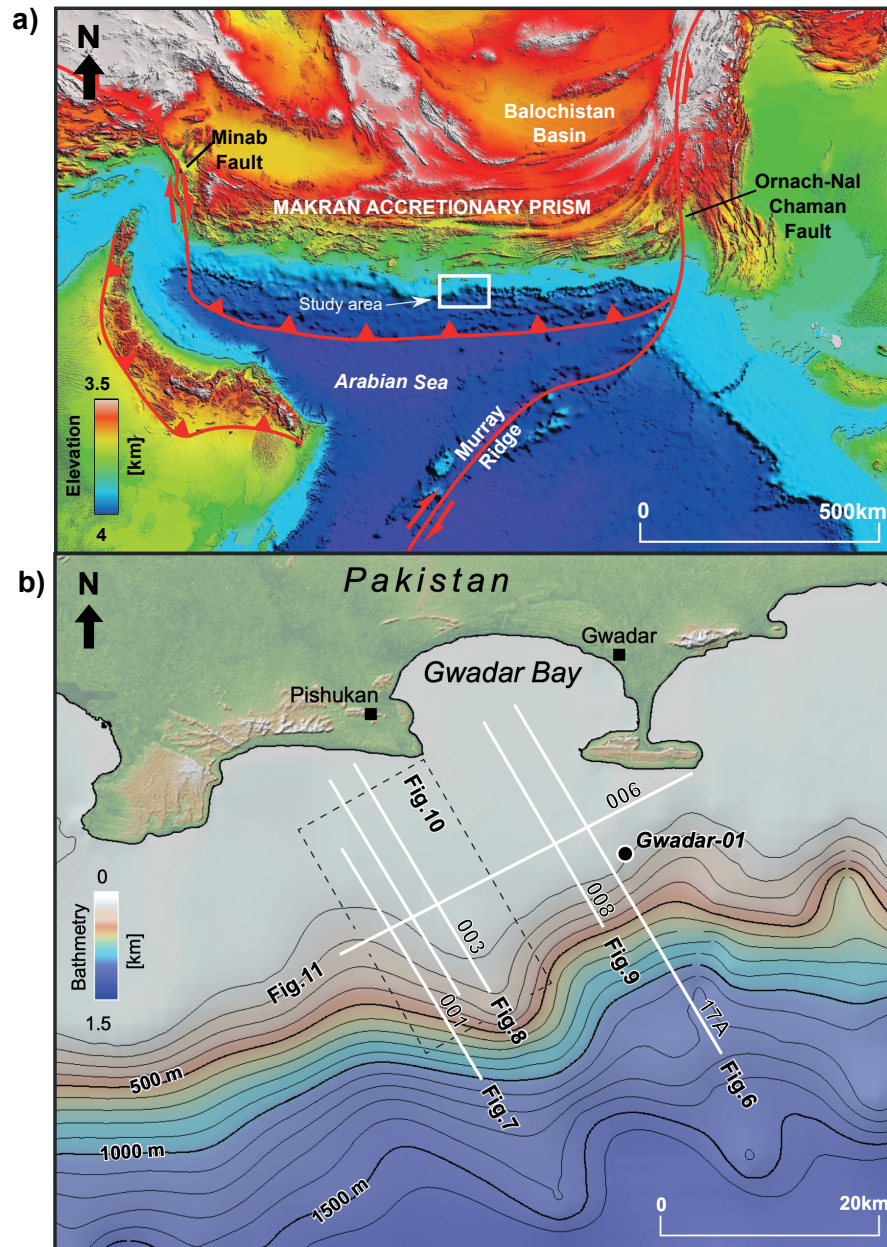 a)
N
Balochistan
Basin
Minab
Fault
Ornach-Nal
Chaman
Fault
MAKRAN ACCRETIONARY PRISM
Study area
Arabian Sea
3.5
Elevation
[km]
4
Murray
Ridge
0 500km
b)
N
Pakistan
Gwadar
Gwadar Bay
Pishukan
Fig.10
006
Gwadar-01
0
Bathmetry
[km]
1.5
008
003
Fig.11
Fig.9
001
Fig.8
17A
500 m
Fig.6
Fig.7
1000 m
1500 m
0 20km